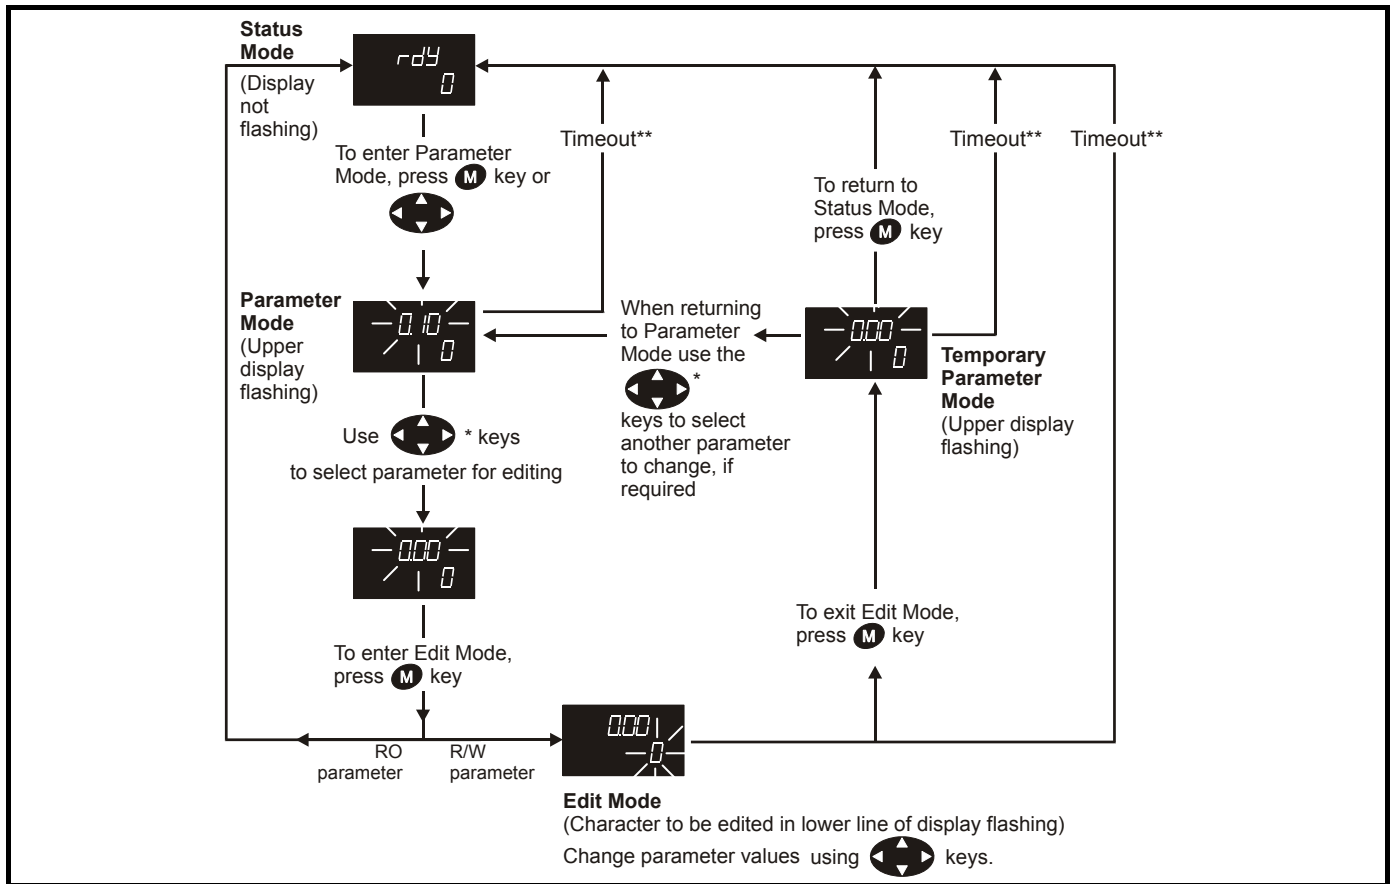 Status
Mode
(Display
not
flashing)
rdY
0
To enter Parameter
Mode, press M key or
Timeout**
Timeout**
Timeout**
To return to
Status Mode,
press M key
Parameter
Mode
(Upper
display
flashing)
0.10
0
When returning
to Parameter
Mode use the
*
keys to select
another parameter
to change, if
required
0.00
0
Temporary
Parameter
Mode
(Upper display
flashing)
Use * keys
to select parameter for editing
0.00
0
To enter Edit Mode,
press M key
To exit Edit Mode,
press M key
RO
parameter
R/W
parameter
0.00
0
Edit Mode
(Character to be edited in lower line of display flashing)
Change parameter values using keys.